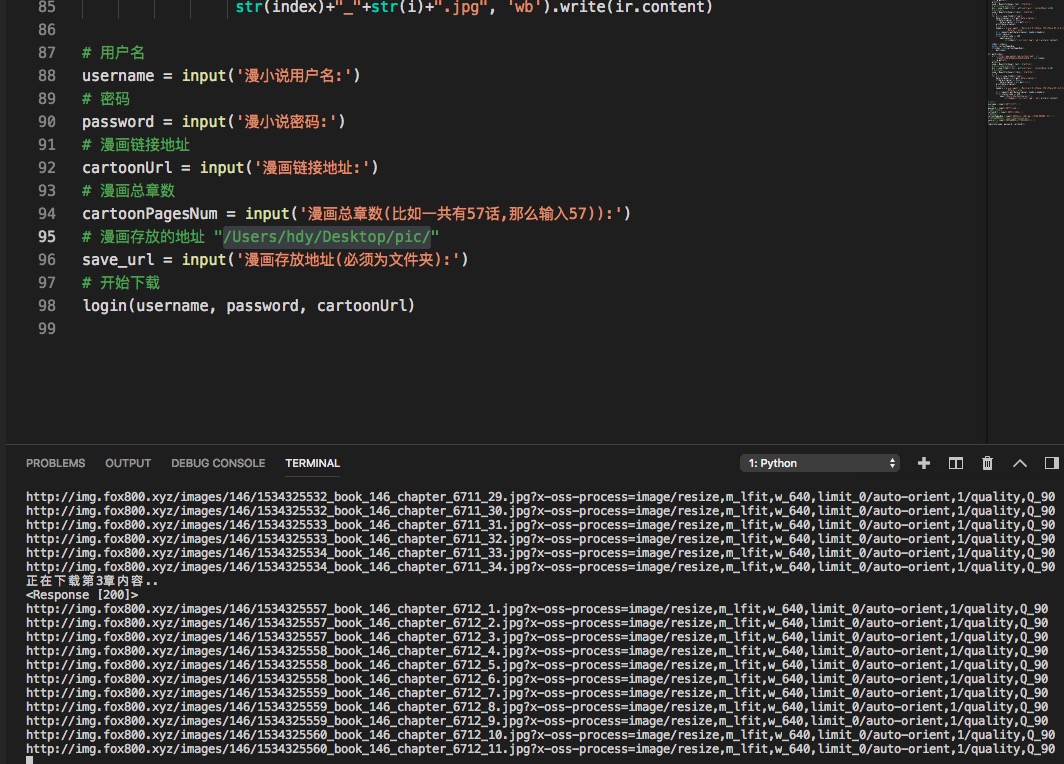 85 str(index)+"_"+str(i)+".jpg", 'wb').write(ir.content)
86
87 # 用户名
88 username = input('漫小说用户名:')
89 # 密码
90 password = input('漫小说密码:')
91 # 漫画链接地址
92 cartoonUrl = input('漫画链接地址:')
93 # 漫画总章数
94 cartoonPagesNum = input('漫画总章数(比如一共有57话,那么输入57)):')
95 # 漫画存放的地址 "/Users/hdy/Desktop/pic/"
96 save_url = input('漫画存放地址(必须为文件夹):')
97 # 开始下载
98 login(username, password, cartoonUrl)
99
PROBLEMS OUTPUT DEBUG CONSOLE TERMINAL 1: Python
http://img.fox800.xyz/images/146/1534325532_book_146_chapter_6711_29.jpg?x-oss-process=image/resize,m_lfit,w_640,limit_0/auto-orient,1/quality,Q_90
http://img.fox800.xyz/images/146/1534325532_book_146_chapter_6711_30.jpg?x-oss-process=image/resize,m_lfit,w_640,limit_0/auto-orient,1/quality,Q_90
http://img.fox800.xyz/images/146/1534325533_book_146_chapter_6711_31.jpg?x-oss-process=image/resize,m_lfit,w_640,limit_0/auto-orient,1/quality,Q_90
http://img.fox800.xyz/images/146/1534325533_book_146_chapter_6711_32.jpg?x-oss-process=image/resize,m_lfit,w_640,limit_0/auto-orient,1/quality,Q_90
http://img.fox800.xyz/images/146/1534325534_book_146_chapter_6711_33.jpg?x-oss-process=image/resize,m_lfit,w_640,limit_0/auto-orient,1/quality,Q_90
http://img.fox800.xyz/images/146/1534325534_book_146_chapter_6711_34.jpg?x-oss-process=image/resize,m_lfit,w_640,limit_0/auto-orient,1/quality,Q_90
正在下载第3章内容..
<Response [200]>
http://img.fox800.xyz/images/146/1534325557_book_146_chapter_6712_1.jpg?x-oss-process=image/resize,m_lfit,w_640,limit_0/auto-orient,1/quality,Q_90
http://img.fox800.xyz/images/146/1534325557_book_146_chapter_6712_2.jpg?x-oss-process=image/resize,m_lfit,w_640,limit_0/auto-orient,1/quality,Q_90
http://img.fox800.xyz/images/146/1534325557_book_146_chapter_6712_3.jpg?x-oss-process=image/resize,m_lfit,w_640,limit_0/auto-orient,1/quality,Q_90
http://img.fox800.xyz/images/146/1534325558_book_146_chapter_6712_4.jpg?x-oss-process=image/resize,m_lfit,w_640,limit_0/auto-orient,1/quality,Q_90
http://img.fox800.xyz/images/146/1534325558_book_146_chapter_6712_5.jpg?x-oss-process=image/resize,m_lfit,w_640,limit_0/auto-orient,1/quality,Q_90
http://img.fox800.xyz/images/146/1534325558_book_146_chapter_6712_6.jpg?x-oss-process=image/resize,m_lfit,w_640,limit_0/auto-orient,1/quality,Q_90
http://img.fox800.xyz/images/146/1534325559_book_146_chapter_6712_7.jpg?x-oss-process=image/resize,m_lfit,w_640,limit_0/auto-orient,1/quality,Q_90
http://img.fox800.xyz/images/146/1534325559_book_146_chapter_6712_8.jpg?x-oss-process=image/resize,m_lfit,w_640,limit_0/auto-orient,1/quality,Q_90
http://img.fox800.xyz/images/146/1534325559_book_146_chapter_6712_9.jpg?x-oss-process=image/resize,m_lfit,w_640,limit_0/auto-orient,1/quality,Q_90
http://img.fox800.xyz/images/146/1534325560_book_146_chapter_6712_10.jpg?x-oss-process=image/resize,m_lfit,w_640,limit_0/auto-orient,1/quality,Q_90
http://img.fox800.xyz/images/146/1534325560_book_146_chapter_6712_11.jpg?x-oss-process=image/resize,m_lfit,w_640,limit_0/auto-orient,1/quality,Q_90